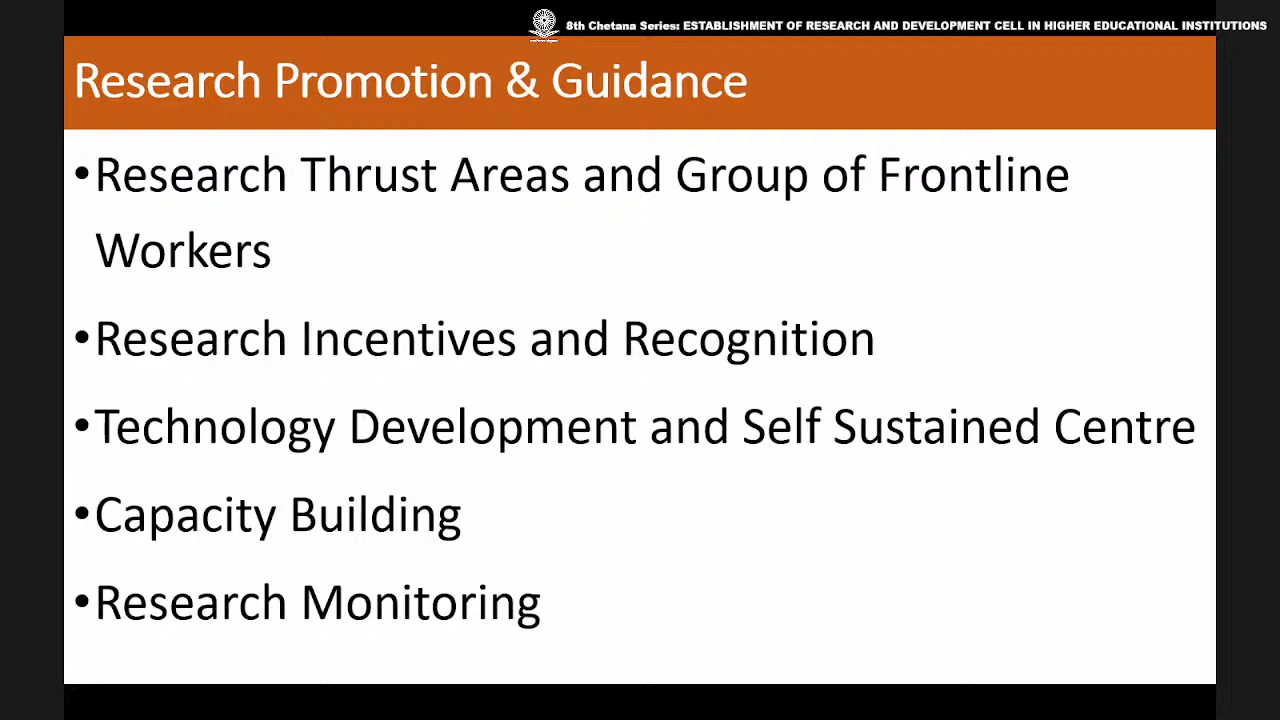 8th Chetana Series: ESTABLISHMENT OF RESEARCH AND DEVELOPMENT CELL IN HIGHER EDUCATIONAL INSTITUTIONS
Research Promotion & Guidance
•Research Thrust Areas and Group of Frontline
Workers
•Research Incentives and Recognition
•Technology Development and Self Sustained Centre
•Capacity Building
•Research Monitoring